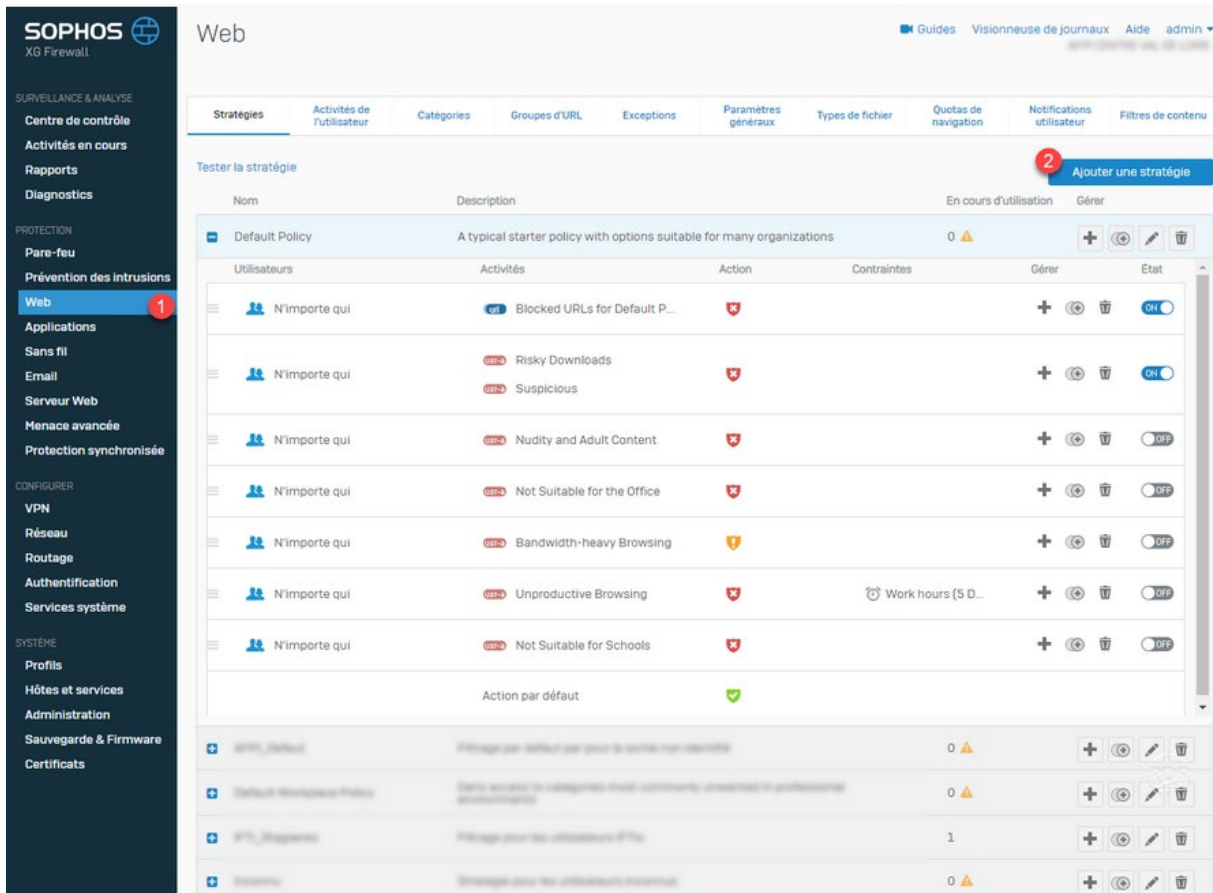 SOPHOS
XG Firewall
Web
Guides Visionneuse de journaux Aide admin
SURVEILLANCE & ANALYSE
Centre de contrôle
Activités en cours
Rapports
Diagnostics
PROTECTION
Pare-feu
Prévention des intrusions
Web 1
Applications
Sans fil
Email
Serveur Web
Menace avancée
Protection synchronisée
CONFIGURER
VPN
Réseau
Routage
Authentification
Services système
SYSTÈME
Profils
Hôtes et services
Administration
Sauvegarde & Firmware
Certificats
Stratégies Activités de l'utilisateur Catégories Groupes d'URL Exceptions Paramètres généraux Types de fichier Quotas de navigation Notifications utilisateur Filtres de contenu
Tester la stratégie 2 Ajouter une stratégie
Nom Description En cours d'utilisation Gérer
Default Policy A typical starter policy with options suitable for many organizations 0
Utilisateurs Activités Action Contraintes Gérer État
N'importe qui url Blocked URLs for Default P... ON
N'importe qui Risky Downloads ON
Suspicious
N'importe qui Nudity and Adult Content OFF
N'importe qui Not Suitable for the Office OFF
N'importe qui Bandwidth-heavy Browsing OFF
N'importe qui Unproductive Browsing Work hours (5 D... OFF
N'importe qui Not Suitable for Schools OFF
Action par défaut
0
0
1
0